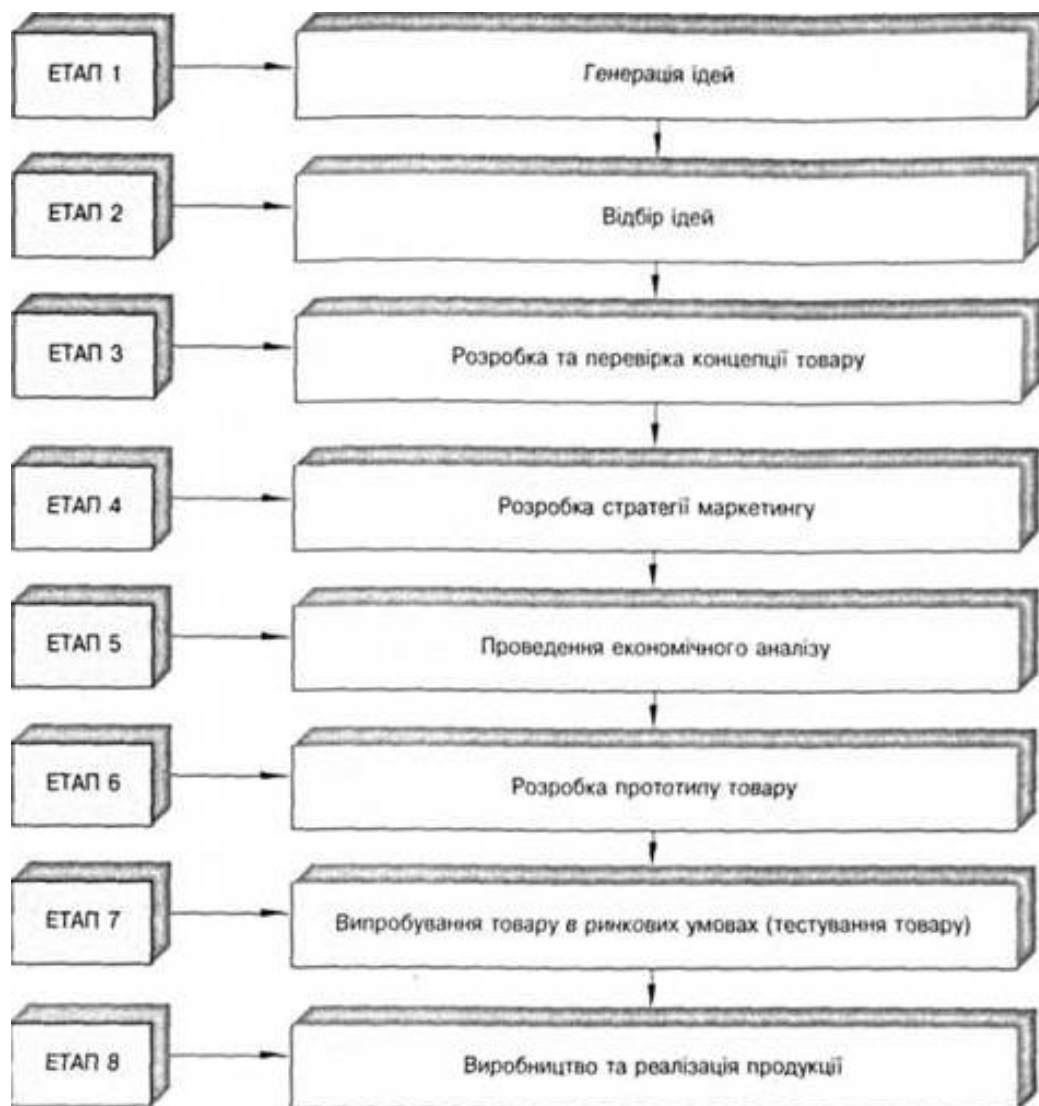 ЕТАП 1
Генерація ідей
ЕТАП 2
Відбір ідей
ЕТАП 3
Розробка та перевірка концепції товару
ЕТАП 4
Розробка стратегії маркетингу
ЕТАП 5
Проведення економічного аналізу
ЕТАП 6
Розробка прототипу товару
ЕТАП 7
Випробування товару в ринкових умовах (тестування товару)
ЕТАП 8
Виробництво та реалізація продукції